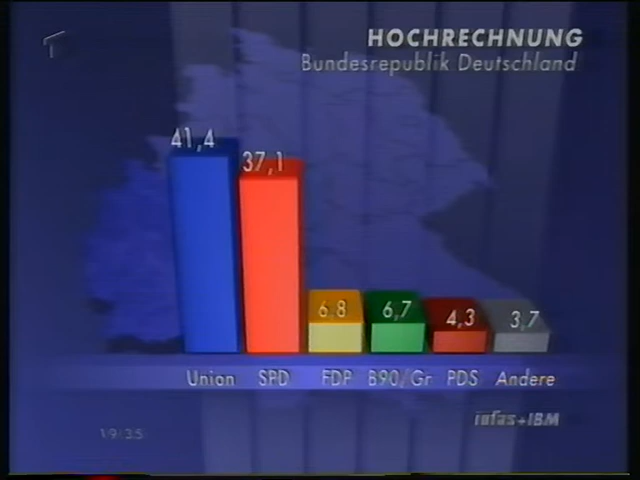 HOCHRECHNUNG
Bundesrepublik Deutschland
41,4
37,1
6,8
6,7
4,3
3,7
Union SPD FDP B90/Gr PDS Andere
infas+IBM
19:35